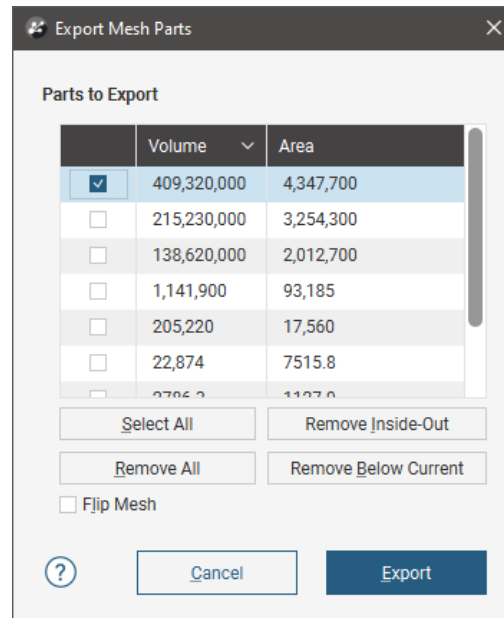 Export Mesh Parts
Parts to Export
Volume Area
409,320,000 4,347,700
215,230,000 3,254,300
138,620,000 2,012,700
1,141,900 93,185
205,220 17,560
22,874 7515.8
Select All Remove Inside-Out
Remove All Remove Below Current
Flip Mesh
? Cancel Export